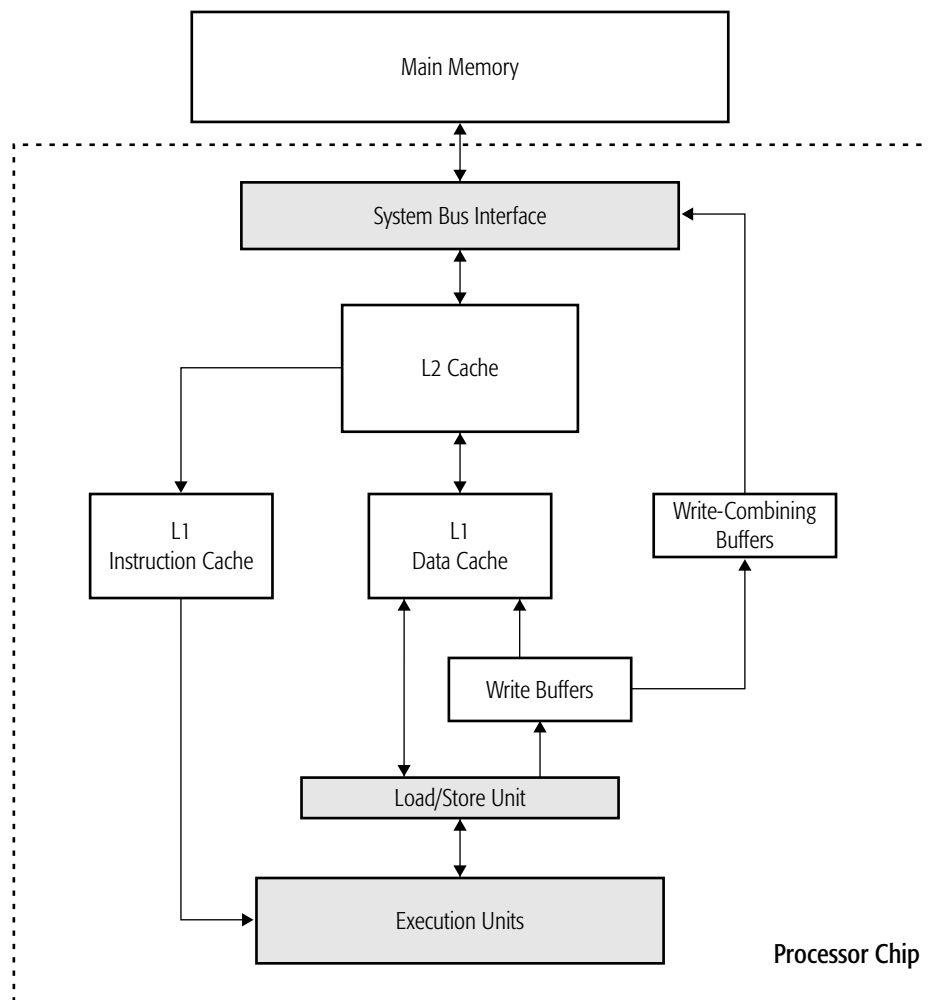 Main Memory
System Bus Interface
L2 Cache
L1
Instruction Cache
L1
Data Cache
Write-Combining
Buffers
Write Buffers
Load/Store Unit
Execution Units
Processor Chip